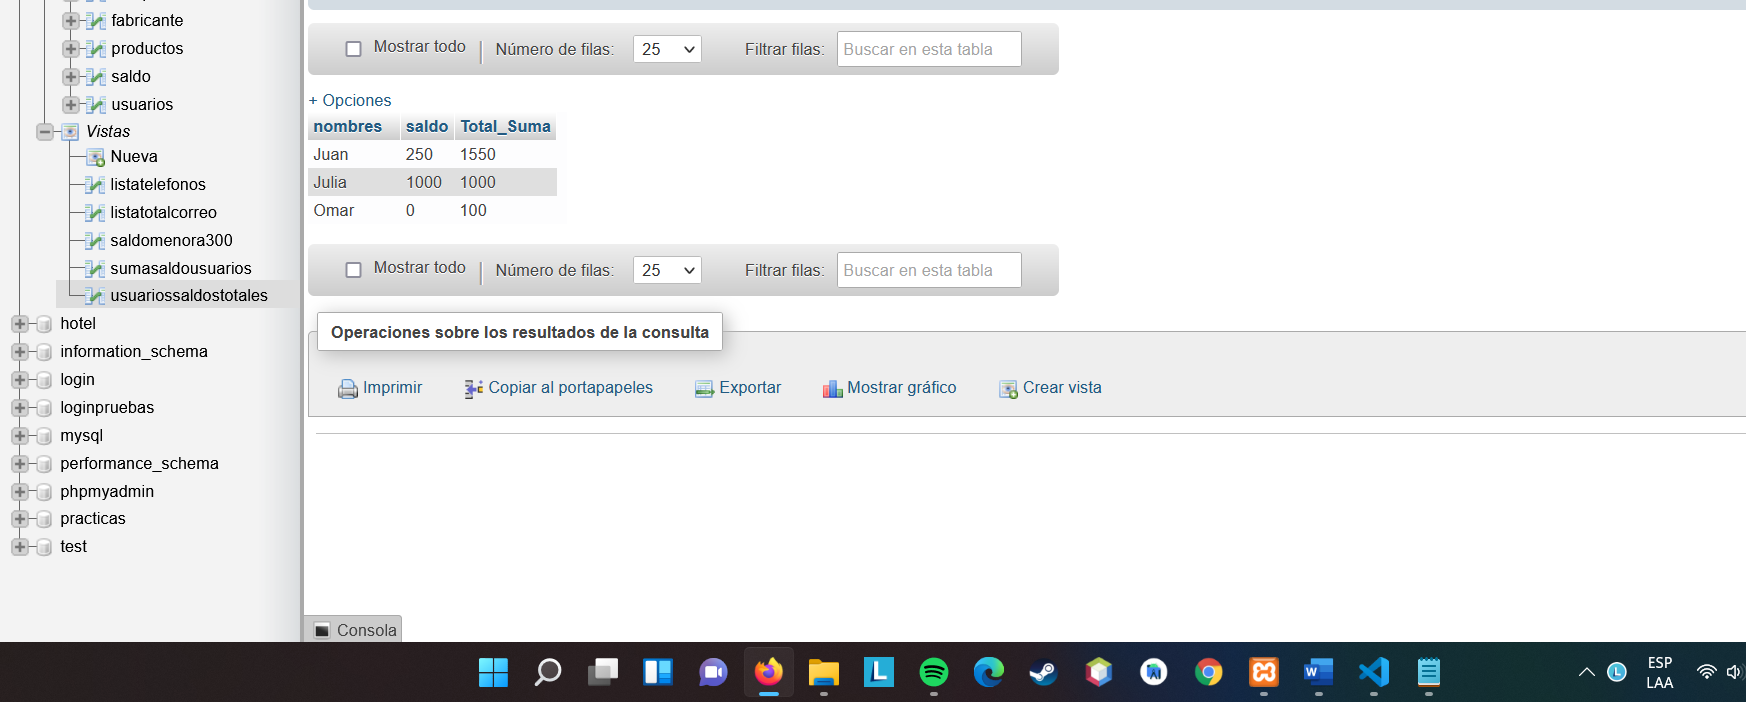 fabricante
productos
saldo
usuarios
Vistas
Nueva
listatelefonos
listatotalcorreo
saldomenora300
sumasaldousuarios
usuariossaldostotales
hotel
information_schema
login
loginpruebas
mysql
performance_schema
phpmyadmin
practicas
test
Mostrar todo Número de filas: 25 Filtrar filas: Buscar en esta tabla
+ Opciones
nombres saldo Total_Suma
Juan 250 1550
Julia 1000 1000
Omar 0 100
Mostrar todo Número de filas: 25 Filtrar filas: Buscar en esta tabla
Operaciones sobre los resultados de la consulta
Imprimir Copiar al portapapeles Exportar Mostrar gráfico Crear vista
Consola
ESP
LAA